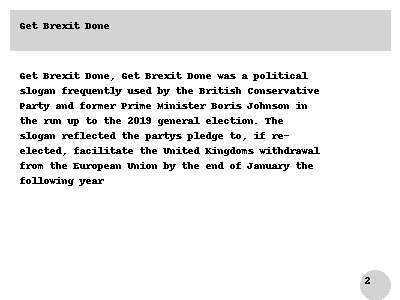 Get Brexit Done
Get Brexit Done, Get Brexit Done was a political
slogan frequently used by the British Conservative
Party and former Prime Minister Boris Johnson in
the run up to the 2019 general election. The
slogan reflected the partys pledge to, if re-
elected, facilitate the United Kingdoms withdrawal
from the European Union by the end of January the
following year
2